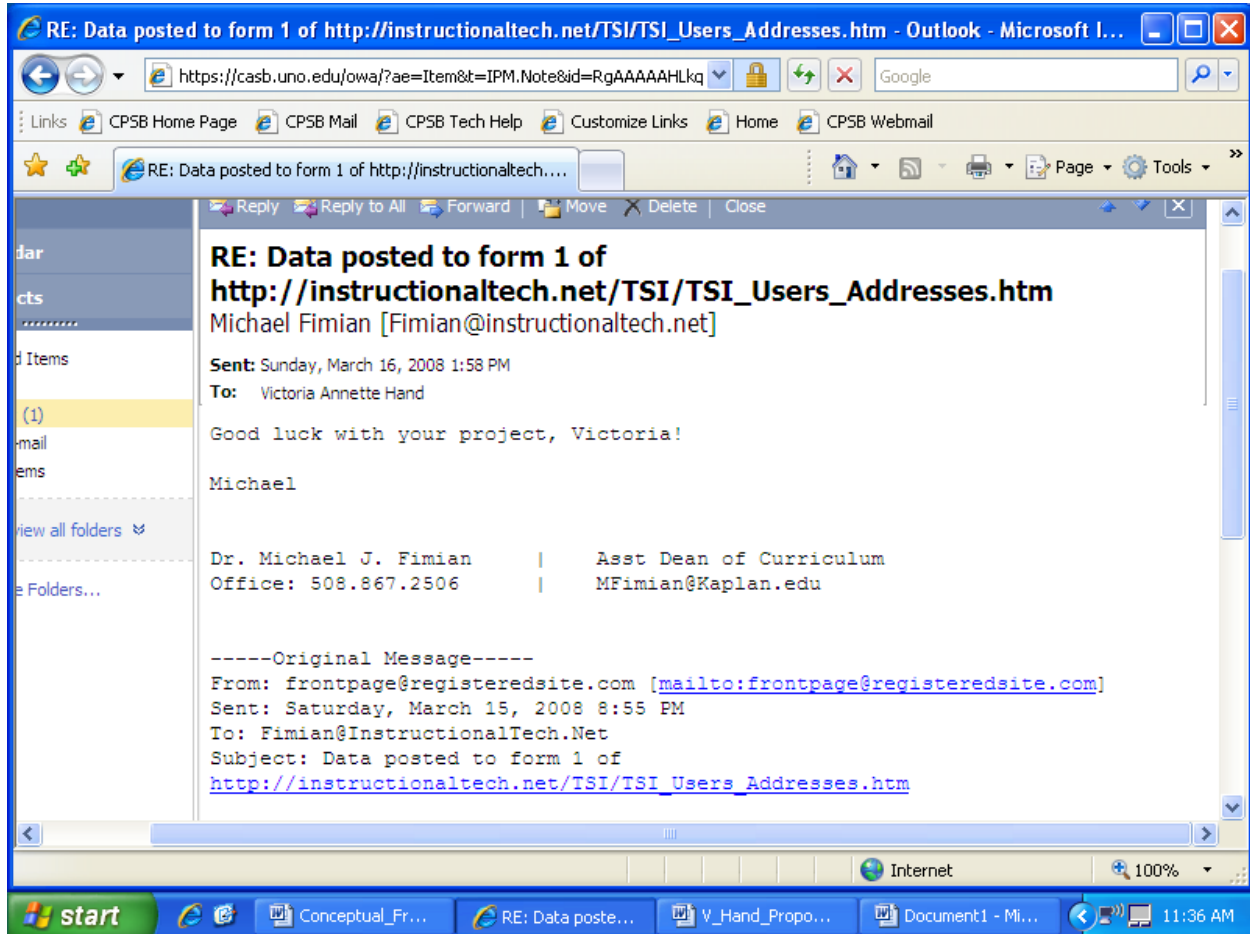 RE: Data posted to form 1 of http://instructionaltech.net/TSI/TSI_Users_Addresses.htm - Outlook - Microsoft I...
https://casb.uno.edu/owa/?ae=Item&t=IPM.Note&id=RgAAAAAHLkq
Google
Links CPSB Home Page CPSB Mail CPSB Tech Help Customize Links Home CPSB Webmail
RE: Data posted to form 1 of http://instructionaltech.... Page Tools
Reply Reply to All Forward | Move Delete | Close
dar
cts
d Items
(1)
-mail
ems
view all folders
e Folders...
RE: Data posted to form 1 of
http://instructionaltech.net/TSI/TSI_Users_Addresses.htm
Michael Fimian [Fimian@instructionaltech.net]
Sent: Sunday, March 16, 2008 1:58 PM
To: Victoria Annette Hand
Good luck with your project, Victoria!
Michael
Dr. Michael J. Fimian | Asst Dean of Curriculum
Office: 508.867.2506 | MFimian@Kaplan.edu
-----Original Message-----
From: frontpage@registeredsite.com [mailto:frontpage@registeredsite.com]
Sent: Saturday, March 15, 2008 8:55 PM
To: Fimian@InstructionalTech.Net
Subject: Data posted to form 1 of
http://instructionaltech.net/TSI/TSI_Users_Addresses.htm
Internet 100%
start Conceptual_Fr... RE: Data poste... V_Hand_Propo... Document1 - Mi... 11:36 AM